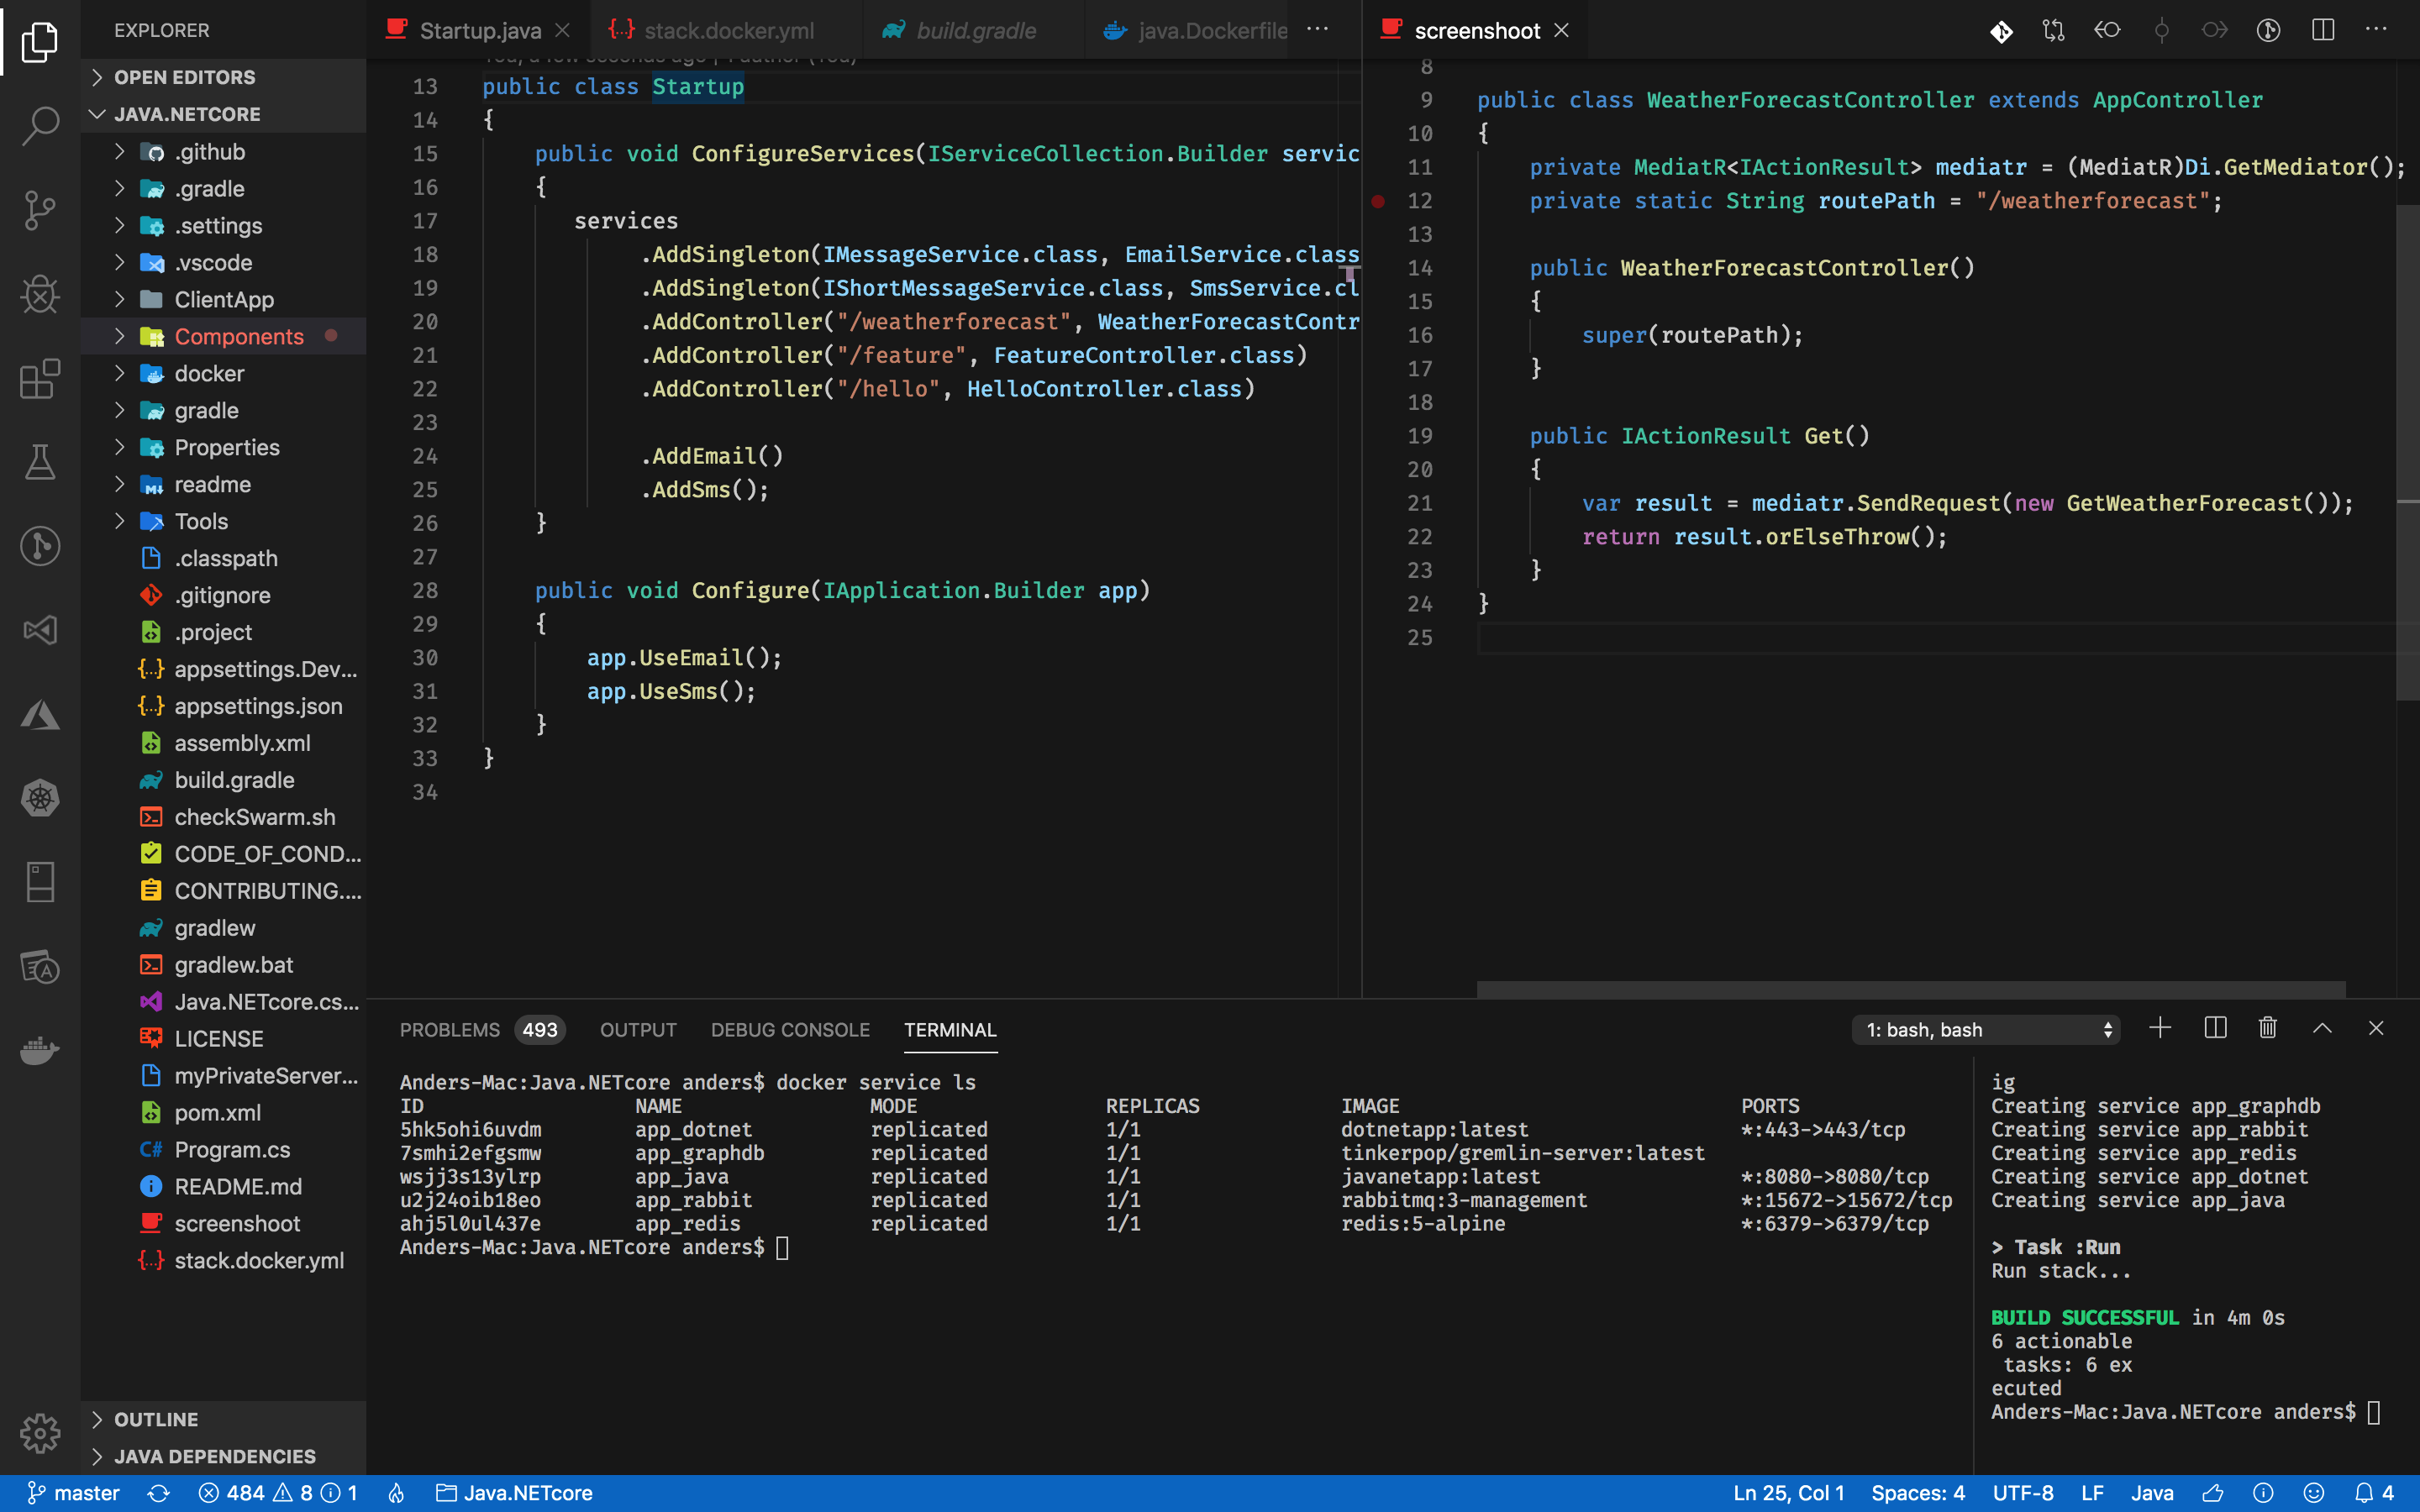 EXPLORER
OPEN EDITORS
JAVA.NETCORE
.github
.gradle
.settings
.vscode
ClientApp
Components
docker
gradle
Properties
readme
Tools
.classpath
.gitignore
.project
appsettings.Dev...
appsettings.json
assembly.xml
build.gradle
checkSwarm.sh
CODE_OF_COND...
CONTRIBUTING....
gradlew
gradlew.bat
Java.NETcore.cs...
LICENSE
myPrivateServer...
pom.xml
C# Program.cs
README.md
screenshoot
stack.docker.yml
OUTLINE
JAVA DEPENDENCIES
Startup.java stack.docker.yml build.gradle java.Dockerfile ...
You, a few seconds ago | 1 author (You)
13 public class Startup
14 {
15 public void ConfigureServices(IServiceCollection.Builder servic
16 {
17 services
18 .AddSingleton(IMessageService.class, EmailService.class
19 .AddSingleton(IShortMessageService.class, SmsService.cl
20 .AddController("/weatherforecast", WeatherForecastContr
21 .AddController("/feature", FeatureController.class)
22 .AddController("/hello", HelloController.class)
23
24 .AddEmail()
25 .AddSms();
26 }
27
28 public void Configure(IApplication.Builder app)
29 {
30 app.UseEmail();
31 app.UseSms();
32 }
33 }
34
screenshoot
8
9 public class WeatherForecastController extends AppController
10 {
11 private MediatR<IActionResult> mediatr = (MediatR)Di.GetMediator();
12 private static String routePath = "/weatherforecast";
13
14 public WeatherForecastController()
15 {
16 super(routePath);
17 }
18
19 public IActionResult Get()
20 {
21 var result = mediatr.SendRequest(new GetWeatherForecast());
22 return result.orElseThrow();
23 }
24 }
25
PROBLEMS 493 OUTPUT DEBUG CONSOLE TERMINAL 1: bash, bash
Anders-Mac:Java.NETcore anders$ docker service ls
ID NAME MODE REPLICAS IMAGE PORTS
5hk5ohi6uvdm app_dotnet replicated 1/1 dotnetapp:latest *:443->443/tcp
7smhi2efgsmw app_graphdb replicated 1/1 tinkerpop/gremlin-server:latest
wsjj3s13ylrp app_java replicated 1/1 javanetapp:latest *:8080->8080/tcp
u2j24oib18eo app_rabbit replicated 1/1 rabbitmq:3-management *:15672->15672/tcp
ahj5l0ul437e app_redis replicated 1/1 redis:5-alpine *:6379->6379/tcp
Anders-Mac:Java.NETcore anders$
ig
Creating service app_graphdb
Creating service app_rabbit
Creating service app_redis
Creating service app_dotnet
Creating service app_java
> Task :Run
Run stack...
BUILD SUCCESSFUL in 4m 0s
6 actionable
tasks: 6 ex
ecuted
Anders-Mac:Java.NETcore anders$
master 484 8 1 Java.NETcore Ln 25, Col 1 Spaces: 4 UTF-8 LF Java 4